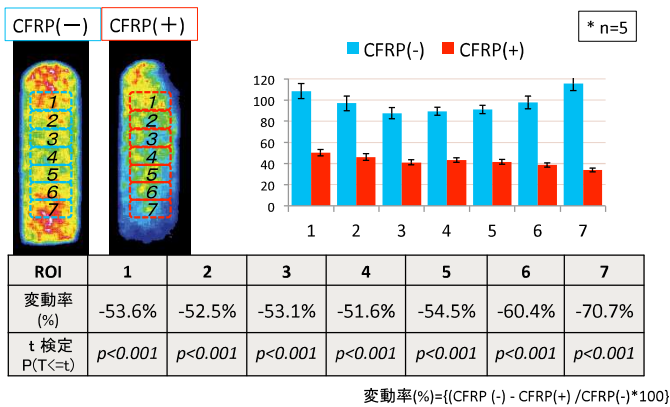 CFRP(ー)
CFRP(＋)
* n=5
CFRP(-) CFRP(+)
120
100
80
60
40
20
0
1 2 3 4 5 6 7
1
2
3
4
5
6
7
1
2
3
4
5
6
7
ROI 1 2 3 4 5 6 7
変動率
(%) -53.6% -52.5% -53.1% -51.6% -54.5% -60.4% -70.7%
t 検定
P(T<=t) p<0.001 p<0.001 p<0.001 p<0.001 p<0.001 p<0.001 p<0.001
変動率(%)={(CFRP (-) - CFRP(+) /CFRP(-)*100}